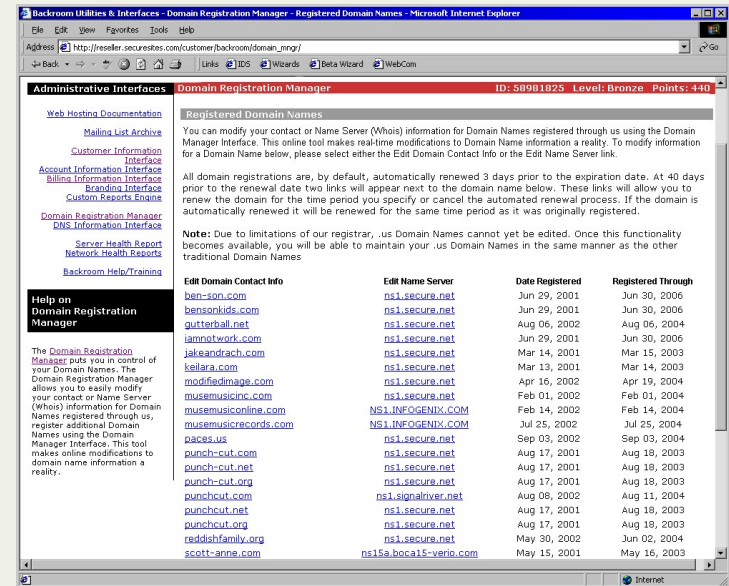 Backroom Utilities & Interfaces - Domain Registration Manager - Registered Domain Names - Microsoft Internet Explorer
File Edit View Favorites Tools Help
Address http://reseller.securesites.com/customer/backroom/domain_mngr/ Go
Back Links IDS Wizards Beta Wizard WebCom
Administrative Interfaces
Web Hosting Documentation
Mailing List Archive
Customer Information
Interface
Account Information Interface
Billing Information Interface
Branding Interface
Custom Reports Engine
Domain Registration Manager
DNS Information Interface
Server Health Report
Network Health Reports
Backroom Help/Training
Help on
Domain Registration
Manager
The Domain Registration
Manager puts you in control of
your Domain Names. The
Domain Registration Manager
allows you to easily modify
your contact or Name Server
(Whois) information for Domain
Names registered through us,
register additional Domain
Names using the Domain
Manager Interface. This tool
makes online modifications to
domain name information a
reality.
Domain Registration Manager ID: 58981825 Level: Bronze Points: 440
Registered Domain Names
You can modify your contact or Name Server (Whois) information for Domain Names registered through us using the Domain
Manager Interface. This online tool makes real-time modifications to Domain Name information a reality. To modify information
for a Domain Name below, please select either the Edit Domain Contact Info or the Edit Name Server link.
All domain registrations are, by default, automatically renewed 3 days prior to the expiration date. At 40 days
prior to the renewal date two links will appear next to the domain name below. These links will allow you to
renew the domain for the time period you specify or cancel the automated renewal process. If the domain is
automatically renewed it will be renewed for the same time period as it was originally registered.
Note: Due to limitations of our registrar, .us Domain Names cannot yet be edited. Once this functionality
becomes available, you will be able to maintain your .us Domain Names in the same manner as the other
traditional Domain Names
Edit Domain Contact Info Edit Name Server Date Registered Registered Through
ben-son.com ns1.secure.net Jun 29, 2001 Jun 30, 2006
bensonkids.com ns1.secure.net Jun 29, 2001 Jun 30, 2006
gutterball.net ns1.secure.net Aug 06, 2002 Aug 06, 2004
iamnotwork.com ns1.secure.net Jun 29, 2001 Jun 30, 2006
jakeandrach.com ns1.secure.net Mar 14, 2001 Mar 15, 2003
keilara.com ns1.secure.net Mar 13, 2001 Mar 14, 2003
modifiedimage.com ns1.secure.net Apr 16, 2002 Apr 19, 2004
musemusicinc.com ns1.secure.net Feb 01, 2002 Feb 01, 2004
musemusiconline.com NS1.INFOGENIX.COM Feb 14, 2002 Feb 14, 2004
musemusicrecords.com NS1.INFOGENIX.COM Jul 25, 2002 Jul 25, 2004
paces.us ns1.secure.net Sep 03, 2002 Sep 03, 2004
punch-cut.com ns1.secure.net Aug 17, 2001 Aug 18, 2003
punch-cut.net ns1.secure.net Aug 17, 2001 Aug 18, 2003
punch-cut.org ns1.secure.net Aug 17, 2001 Aug 18, 2003
punchcut.com ns1.signalriver.net Aug 08, 2002 Aug 11, 2004
punchcut.net ns1.secure.net Aug 17, 2001 Aug 18, 2003
punchcut.org ns1.secure.net Aug 17, 2001 Aug 18, 2003
reddishfamily.org ns1.secure.net May 30, 2002 Jun 02, 2004
scott-anne.com ns15a.boca15-verio.com May 15, 2001 May 16, 2003
Internet